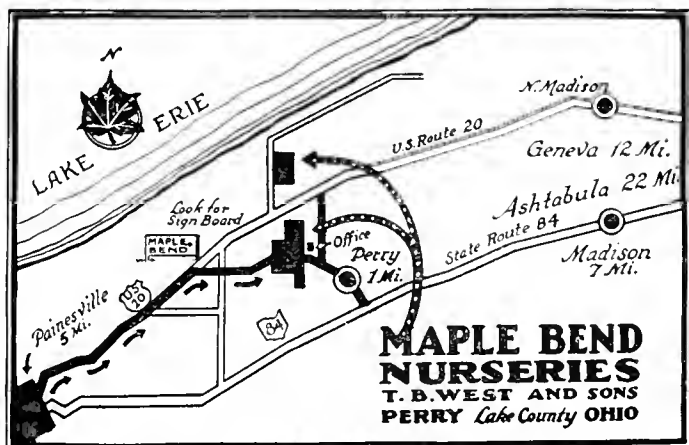 N
LAKE ERIE
N. Madison
U.S. Route 20
Geneva 12 Mi.
Look for
Sign Board
Ashtabula 22 Mi.
MAPLE
BEND
Office
State Route 84
Perry
1 Mi.
Madison
7 Mi.
U.S.
20
Painesville
5 Mi.
84
MAPLE BEND
NURSERIES
T. B. WEST AND SONS
PERRY Lake County OHIO